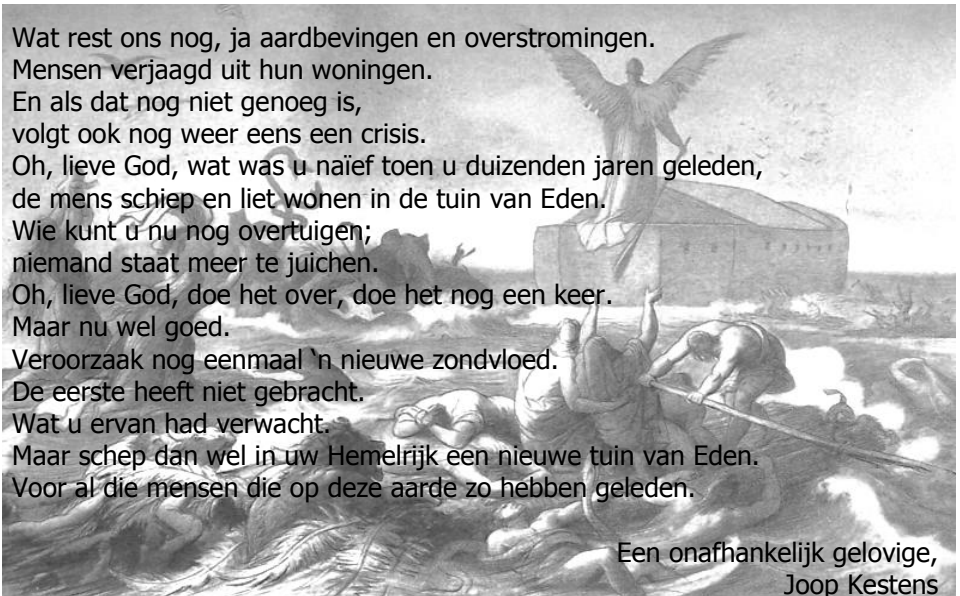 Wat rest ons nog, ja aardbevingen en overstromingen.
Mensen verjaagd uit hun woningen.
En als dat nog niet genoeg is,
volgt ook nog weer eens een crisis.
Oh, lieve God, wat was u naïef toen u duizenden jaren geleden,
de mens schiep en liet wonen in de tuin van Eden.
Wie kunt u nu nog overtuigen;
niemand staat meer te juichen.
Oh, lieve God, doe het over, doe het nog een keer.
Maar nu wel goed.
Veroorzaak nog eenmaal `n nieuwe zondvloed.
De eerste heeft niet gebracht.
Wat u ervan had verwacht.
Maar schep dan wel in uw Hemelrijk een nieuwe tuin van Eden.
Voor al die mensen die op deze aarde zo hebben geleden.
Een onafhankelijk gelovige,
Joop Kestens